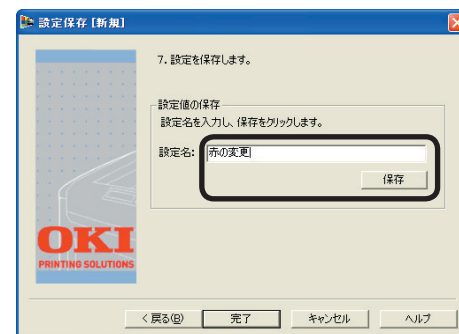 設定保存 [新規]
7. 設定を保存します。
設定値の保存
設定名を入力し、保存をクリックします。
設定名: 赤の変更
保存
OKI
PRINTING SOLUTIONS
< 戻る(B) 完了 キャンセル ヘルプ